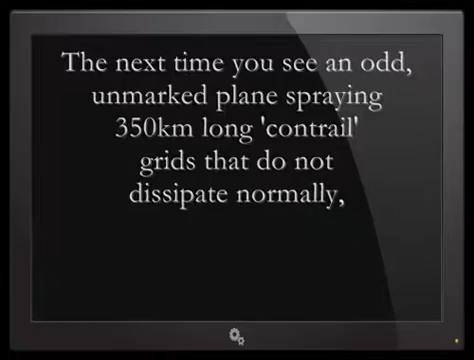 The next time you see an odd,
unmarked plane spraying
350km long 'contrail'
grids that do not
dissipate normally,